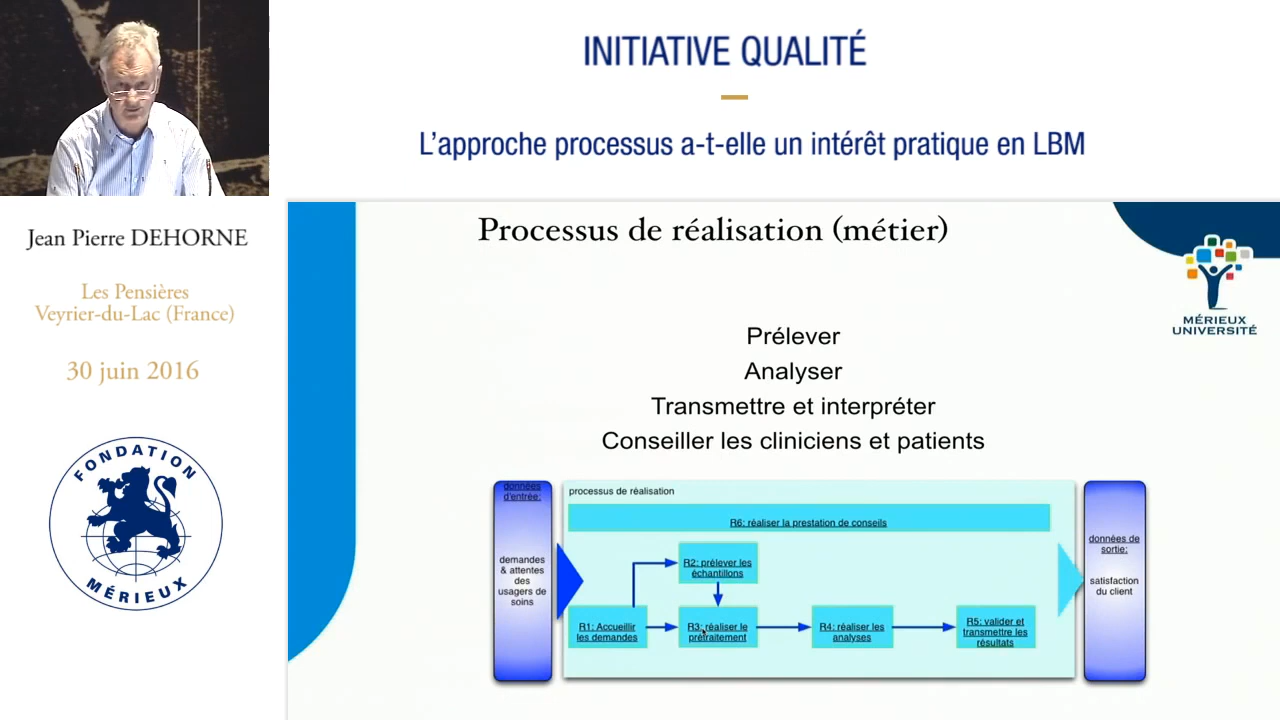 INITIATIVE QUALITÉ
L'approche processus a-t-elle un intérêt pratique en LBM
Jean Pierre DEHORNE
Les Pensières
Veyrier-du-Lac (France)
30 juin 2016
FONDATION
MÉRIEUX
Processus de réalisation (métier)
MÉRIEUX
UNIVERSITÉ
Prélever
Analyser
Transmettre et interpréter
Conseiller les cliniciens et patients
données
d'entrée:
demandes
& attentes
des
usagers de
soins
processus de réalisation
R6: réaliser la prestation de conseils
R2: prélever les
échantillons
R1: Accueillir
les demandes
R3: réaliser le
prétraitement
R4: réaliser les
analyses
R5: valider et
transmettre les
résultats
données de
sortie:
satisfaction
du client